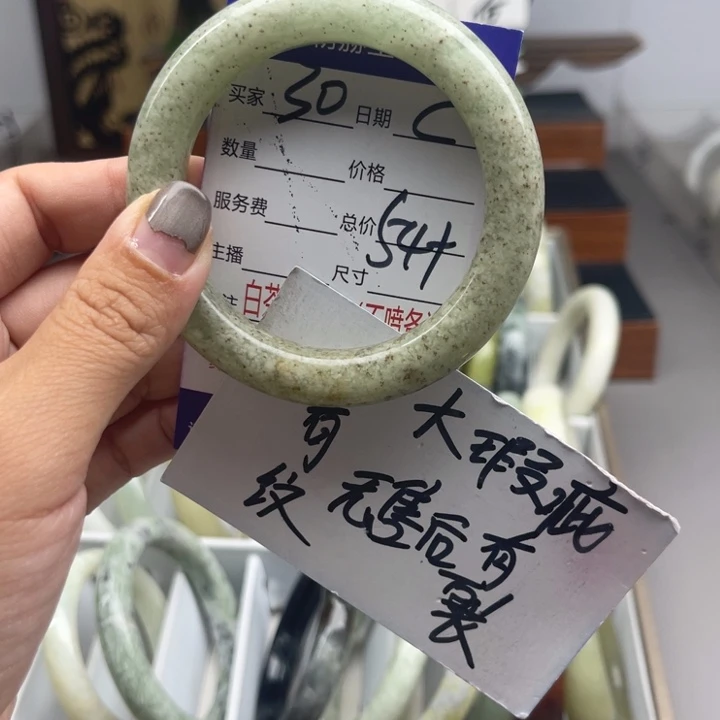 买家 30 日期 C
数量 价格
服务费 总价 544
主播 尺寸
大瑕疵
无售后有裂
有纹